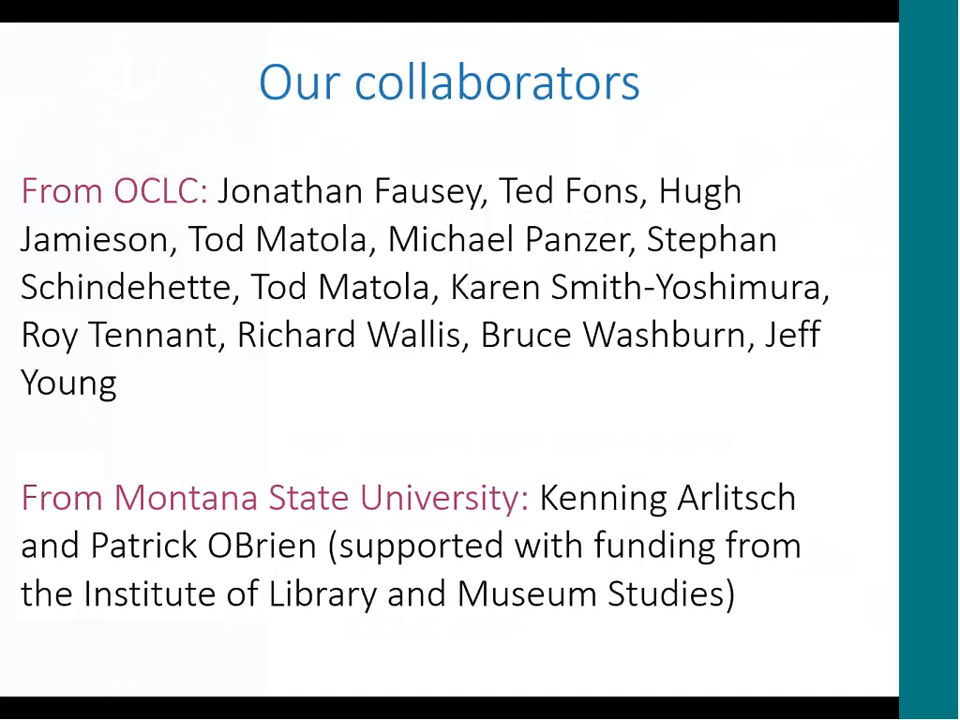 Our collaborators
From OCLC: Jonathan Fausey, Ted Fons, Hugh
Jamieson, Tod Matola, Michael Panzer, Stephan
Schindehette, Tod Matola, Karen Smith-Yoshimura,
Roy Tennant, Richard Wallis, Bruce Washburn, Jeff
Young
From Montana State University: Kenning Arlitsch
and Patrick OBrien (supported with funding from
the Institute of Library and Museum Studies)